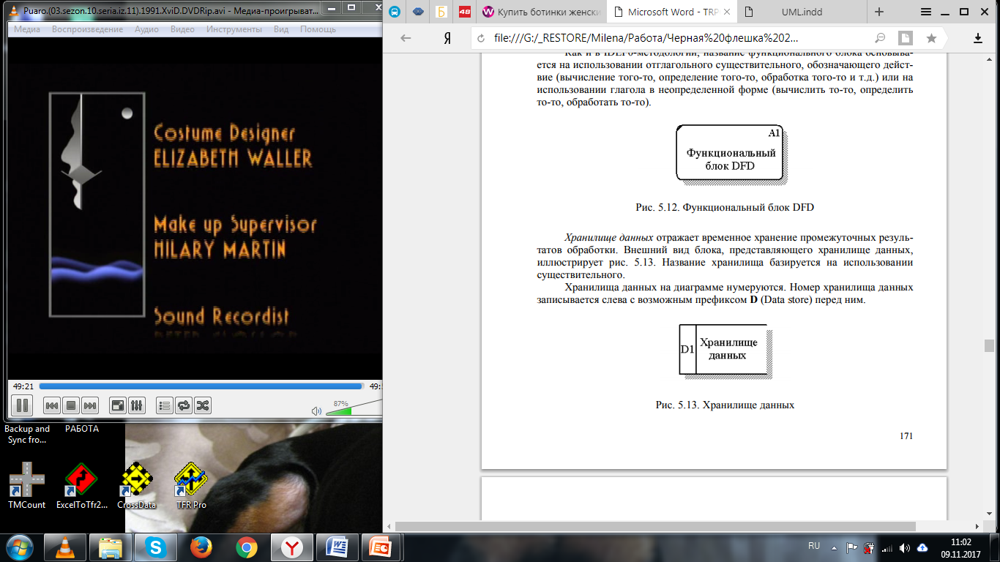 Puaro.(03.sezon.10.seria.iz.11).1991.XviD.DVDRip.avi - Медиа-проигрыват...
Медиа Воспроизведение Аудио Видео Инструменты Вид Помощь
Costume Designer
ELIZABETH WALLER
Make up Supervisor
HILARY MARTIN
Sound Recordist
49:21
49:
87%
Backup and
Sync fro...
РАБОТА
TMCount
ExcelToTfr2...
CrossData
TFR Pro
48
Купить ботинки женски
Microsoft Word - TRP
UML.indd
Я
file:///G:/_RESTORE/Milena/Работа/Черная%20флешка%202...
Как и в IDEF0-методологии, название функционального блока основыва-
ется на использовании отглагольного существительного, обозначающего дейст-
вие (вычисление того-то, определение того-то, обработка того-то и т.д.) или на
использовании глагола в неопределенной форме (вычислить то-то, определить
то-то, обработать то-то).
A1
Функциональный
блок DFD
Рис. 5.12. Функциональный блок DFD
Хранилище данных отражает временное хранение промежуточных резуль-
татов обработки. Внешний вид блока, представляющего хранилище данных,
иллюстрирует рис. 5.13. Название хранилища базируется на использовании
существительного.
Хранилища данных на диаграмме нумеруются. Номер хранилища данных
записывается слева с возможным префиксом D (Data store) перед ним.
D1
Хранилище
данных
Рис. 5.13. Хранилище данных
171
RU
11:02
09.11.2017